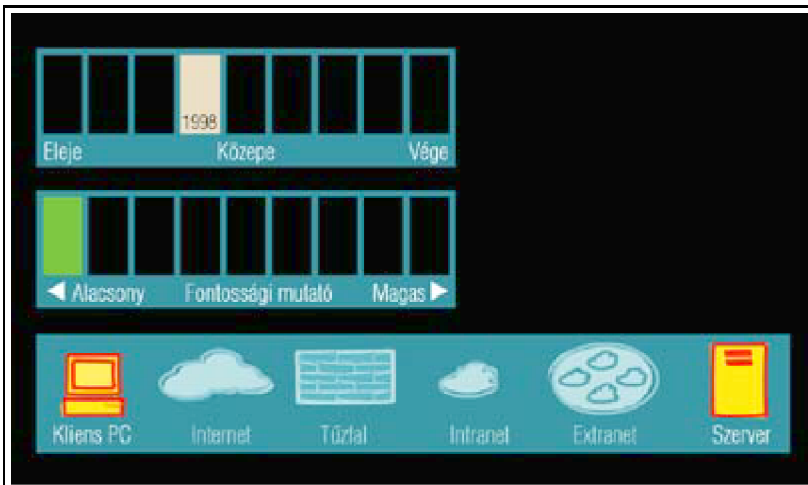 1998
Eleje Közepe Vége
Alacsony Fontossági mutató Magas
Kliens PC Internet Tűzfal Intranet Extranet Szerver